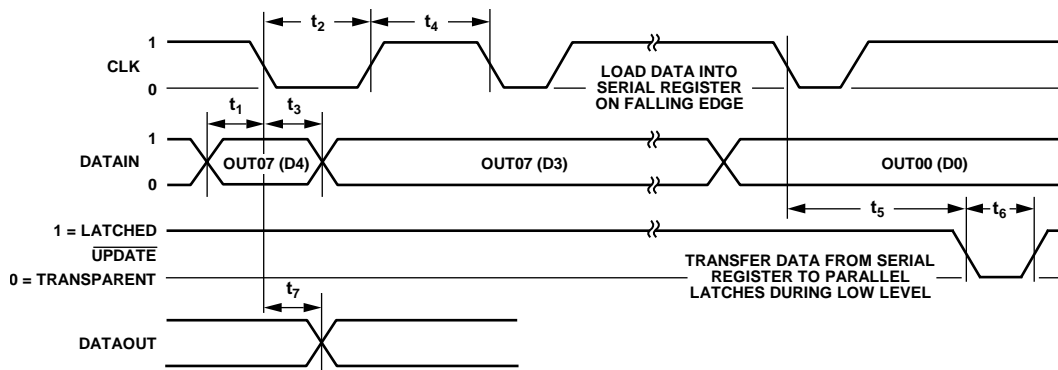 t2
t4
1
CLK
0
LOAD DATA INTO
SERIAL REGISTER
ON FALLING EDGE
t1
t3
1
DATAIN
0
OUT07 (D4)
OUT07 (D3)
OUT00 (D0)
t5
t6
1 = LATCHED
UPDATE
0 = TRANSPARENT
TRANSFER DATA FROM SERIAL
REGISTER TO PARALLEL
LATCHES DURING LOW LEVEL
t7
DATAOUT